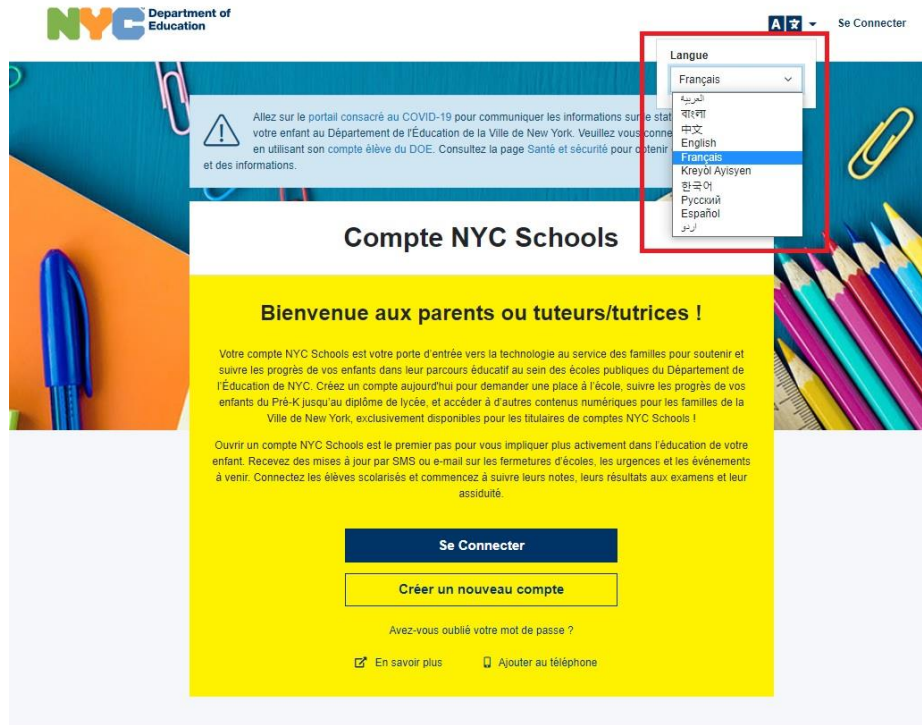 NYC Department of
Education
Se Connecter
Langue
Français
العربية
বাংলা
中文
English
Français
Kreyòl Ayisyen
한국어
Русский
Español
اردو
Allez sur le portail consacré au COVID-19 pour communiquer les informations sur le stat
votre enfant au Département de l'Éducation de la Ville de New York. Veuillez vous conne
en utilisant son compte élève du DOE. Consultez la page Santé et sécurité pour obtenir
et des informations.
Compte NYC Schools
Bienvenue aux parents ou tuteurs/tutrices !
Votre compte NYC Schools est votre porte d'entrée vers la technologie au service des familles pour soutenir et
suivre les progrès de vos enfants dans leur parcours éducatif au sein des écoles publiques du Département de
l'Éducation de NYC. Créez un compte aujourd'hui pour demander une place à l'école, suivre les progrès de vos
enfants du Pré-K jusqu'au diplôme de lycée, et accéder à d'autres contenus numériques pour les familles de la
Ville de New York, exclusivement disponibles pour les titulaires de comptes NYC Schools !
Ouvrir un compte NYC Schools est le premier pas pour vous impliquer plus activement dans l'éducation de votre
enfant. Recevez des mises à jour par SMS ou e-mail sur les fermetures d'écoles, les urgences et les événements
à venir. Connectez les élèves scolarisés et commencez à suivre leurs notes, leurs résultats aux examens et leur
assiduité.
Se Connecter
Créer un nouveau compte
Avez-vous oublié votre mot de passe ?
En savoir plus Ajouter au téléphone